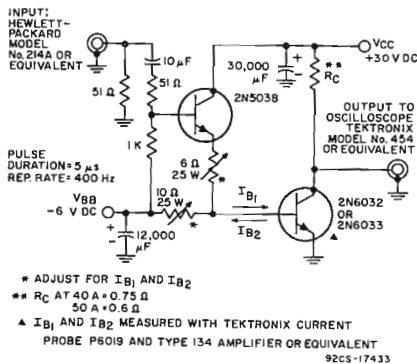 INPUT:
HEWLETT-
PACKARD
MODEL
No. 214A OR
EQUIVALENT
10 µF
51 Ω
51 Ω
1 K
2N5038
30,000
µF
+
−
VCC
+30 V DC
**
RC
OUTPUT TO
OSCILLOSCOPE
TEKTRONIX
MODEL No. 454
OR EQUIVALENT
PULSE
DURATION = 5 µs
REP. RATE = 400 Hz
6 Ω
25 W
*
VBB
−6 V DC
10 Ω
25 W
*
+
−
12,000
µF
IB1
IB2
2N6032
OR
2N6033
▲
* ADJUST FOR IB1 AND IB2
** RC AT 40 A = 0.75 Ω
50 A = 0.6 Ω
▲ IB1 AND IB2 MEASURED WITH TEKTRONIX CURRENT
PROBE P6019 AND TYPE 134 AMPLIFIER OR EQUIVALENT
92CS-17433